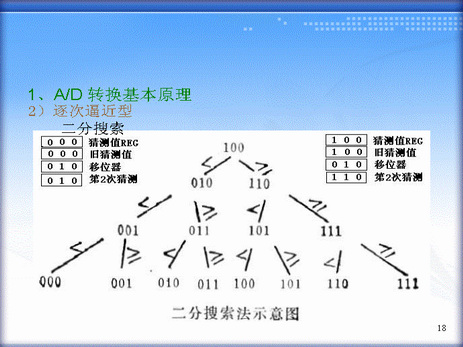 1、A/D 转换基本原理
2）逐次逼近型
二分搜索
0 0 0 猜测值REG
0 0 0 旧猜测值
0 1 0 移位器
0 1 0 第2次猜测
1 0 0 猜测值REG
1 0 0 旧猜测值
0 1 0 移位器
1 1 0 第2次猜测
100
< ≥
010 110
< ≥ < ≥
001 011 101 111
< ≥ < ≥ < ≥ < ≥
000 001 010 011 100 101 110 111
二分搜索法示意图
18